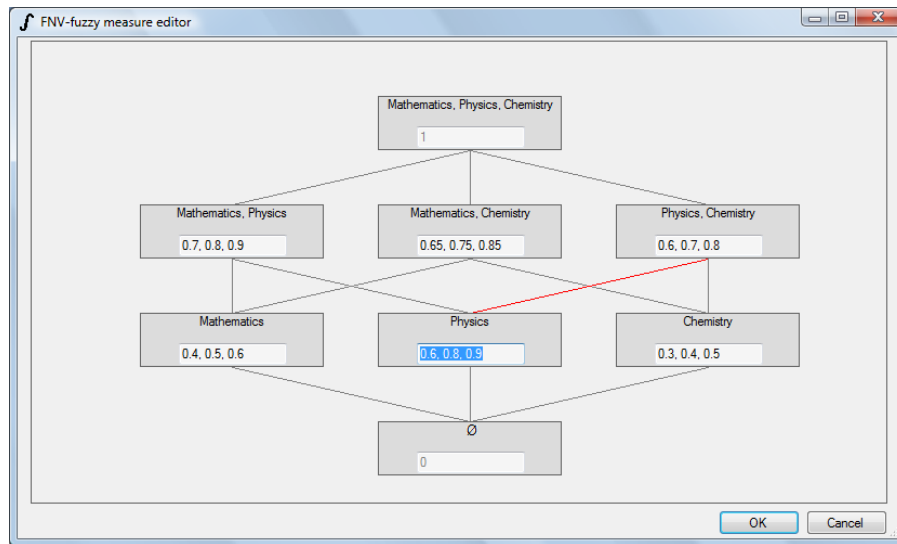 FNV-fuzzy measure editor
Mathematics, Physics, Chemistry
1
Mathematics, Physics
Mathematics, Chemistry
Physics, Chemistry
0.7, 0.8, 0.9
0.65, 0.75, 0.85
0.6, 0.7, 0.8
Mathematics
Physics
Chemistry
0.4, 0.5, 0.6
0.6, 0.8, 0.9
0.3, 0.4, 0.5
Ø
0
OK
Cancel